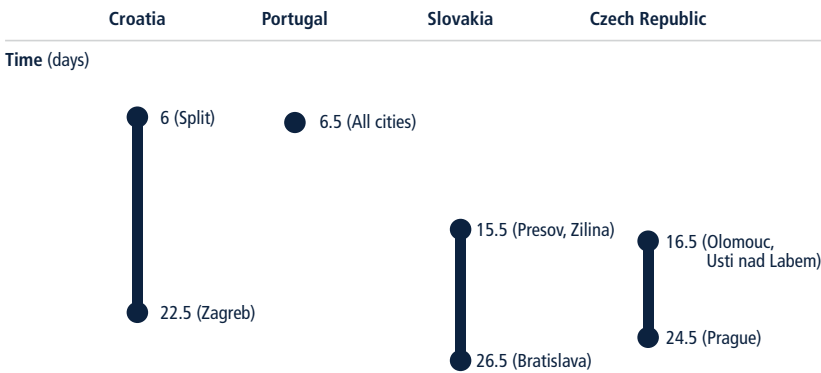 Croatia Portugal Slovakia Czech Republic
Time (days)
6 (Split)
6.5 (All cities)
15.5 (Presov, Zilina)
16.5 (Olomouc,
Usti nad Labem)
22.5 (Zagreb)
24.5 (Prague)
26.5 (Bratislava)